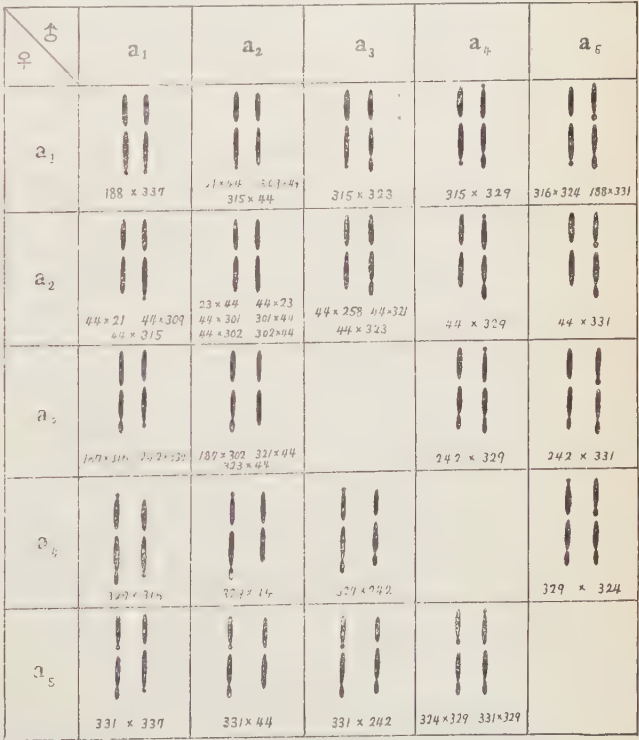 ♂
♀
a₁ a₂ a₃ a₄ a₅
a₁
188 × 337
315 × 44
315 × 323
315 × 329
316×324 188×331
a₂
44×21 44×309
44 × 315
23×44 44×23
44×301 301×44
44×302 302×44
44×258 44×321
44 × 323
44 × 329
44 × 331
a₃
187×302 321×44
323×44
242 × 329
242 × 331
a₄
329 × 324
a₅
331 × 337
331 × 44
331 × 242
324×329 331×329